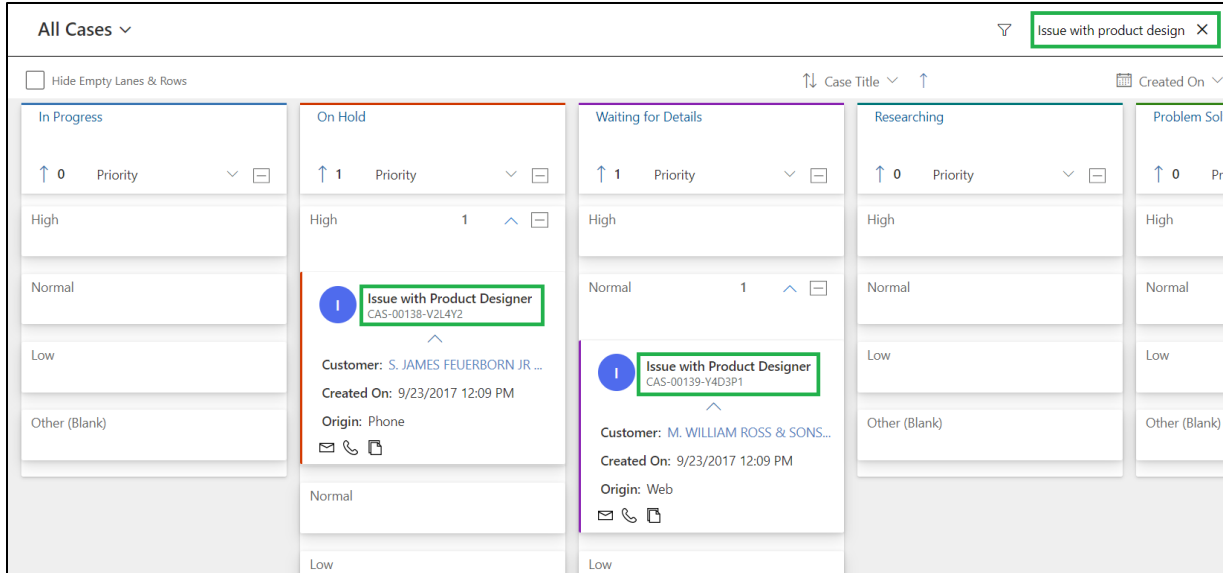 All Cases
Issue with product design
Hide Empty Lanes & Rows
Case Title
Created On
In Progress
0 Priority
High
Normal
Low
Other (Blank)
On Hold
1 Priority
High 1
Issue with Product Designer
CAS-00138-V2L4Y2
Customer: S. JAMES FEUERBORN JR ...
Created On: 9/23/2017 12:09 PM
Origin: Phone
Normal
Low
Waiting for Details
1 Priority
High
Normal 1
Issue with Product Designer
CAS-00139-Y4D3P1
Customer: M. WILLIAM ROSS & SONS...
Created On: 9/23/2017 12:09 PM
Origin: Web
Low
Researching
0 Priority
High
Normal
Low
Other (Blank)
Problem Sol
0 Pr
High
Normal
Low
Other (Blank)